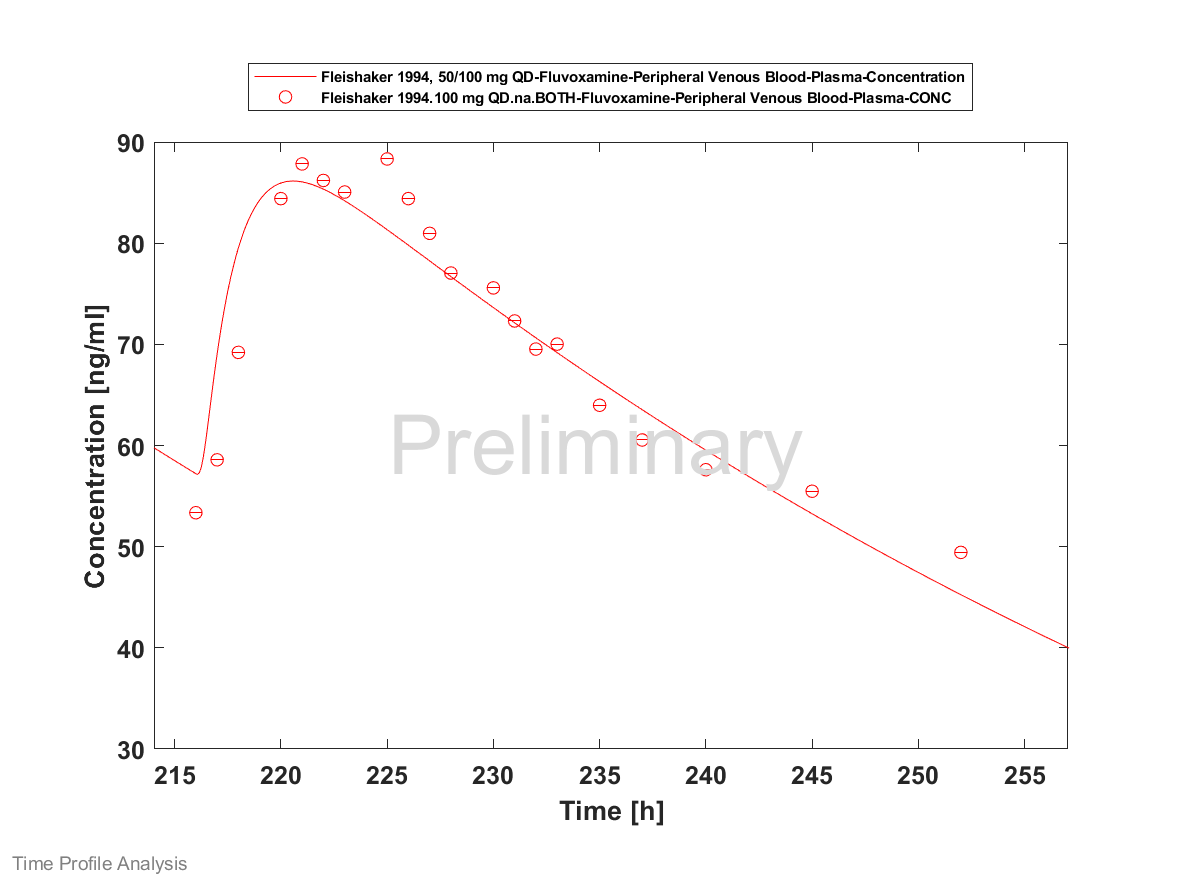 Fleishaker 1994, 50/100 mg QD-Fluvoxamine-Peripheral Venous Blood-Plasma-Concentration
Fleishaker 1994.100 mg QD.na.BOTH-Fluvoxamine-Peripheral Venous Blood-Plasma-CONC
90
80
70
60
50
40
30
Concentration [ng/ml]
Preliminary
215 220 225 230 235 240 245 250 255
Time [h]
Time Profile Analysis